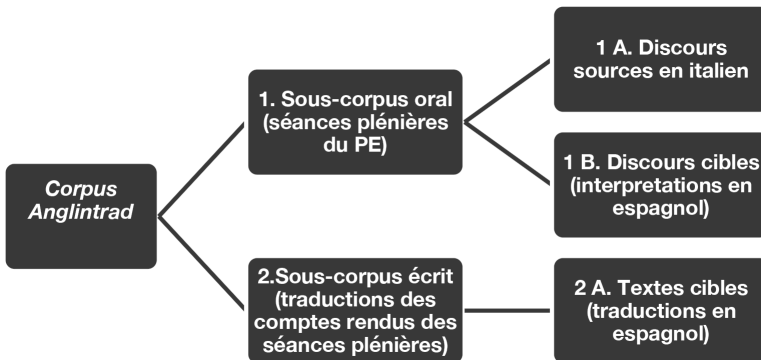 Corpus
Anglintrad
1. Sous-corpus oral
(séances plénières
du PE)
1 A. Discours
sources en italien
1 B. Discours cibles
(interpretations en
espagnol)
2.Sous-corpus écrit
(traductions des
comptes rendus des
séances plénières)
2 A. Textes cibles
(traductions en
espagnol)